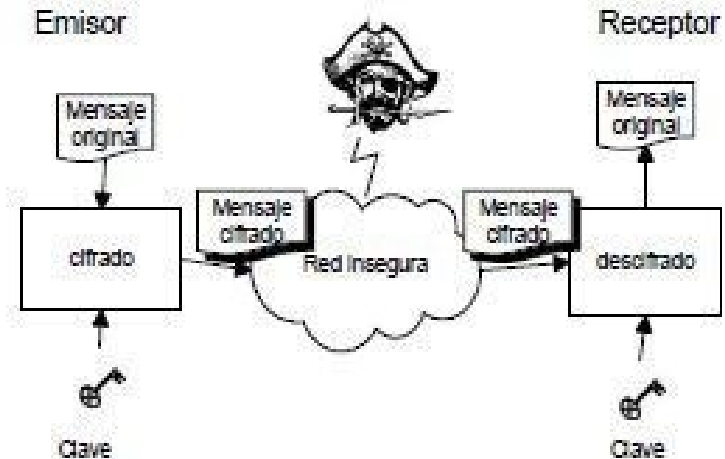 Emisor
Receptor
Mensaje
original
Mensaje
original
Mensaje
cifrado
Mensaje
cifrado
cifrado
Red Insegura
descifrado
Clave
Clave